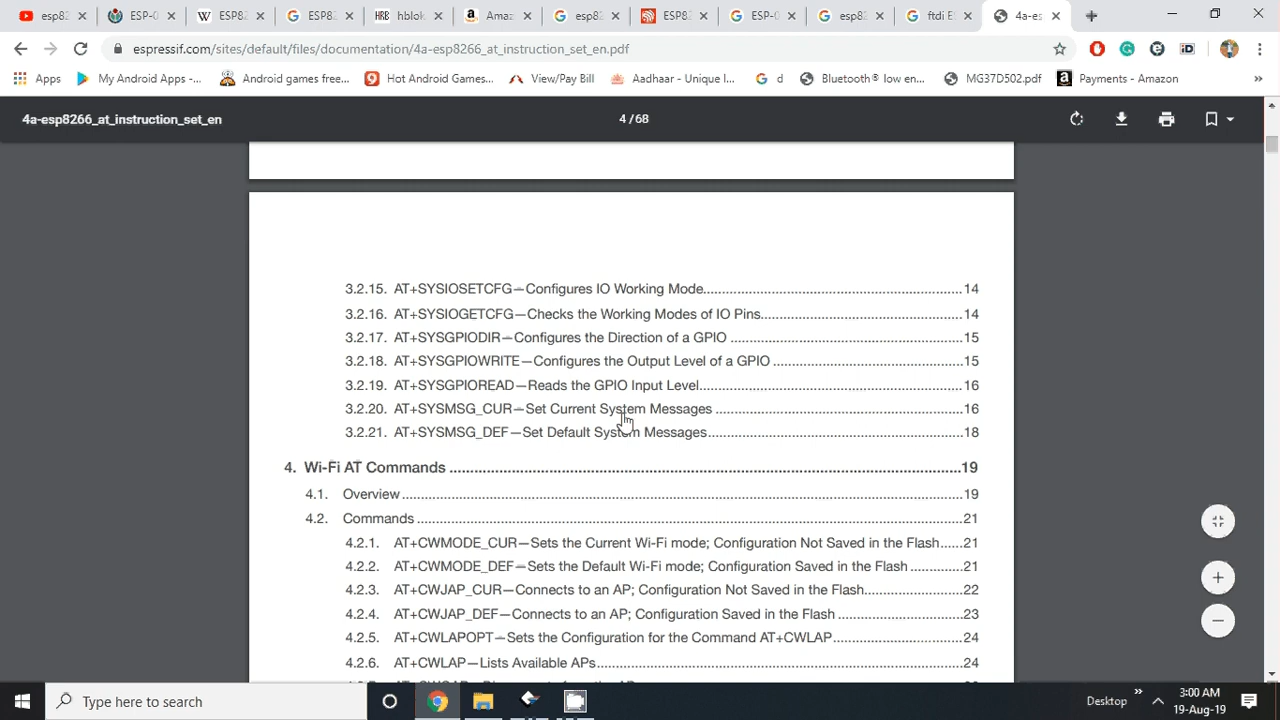 esp8
ESP-0
ESP8
ESP8
hblok
Amaz
esp8
ESP8
ESP-0
esp8
ftdi E
4a-es
espressif.com/sites/default/files/documentation/4a-esp8266_at_instruction_set_en.pdf
Apps
My Android Apps -...
Android games free...
Hot Android Games...
View/Pay Bill
Aadhaar - Unique I...
d
Bluetooth® low en...
MG37D502.pdf
Payments - Amazon
»
4a-esp8266_at_instruction_set_en
4 / 68
3.2.15. AT+SYSIOSETCFG—Configures IO Working Mode 14
3.2.16. AT+SYSIOGETCFG—Checks the Working Modes of IO Pins 14
3.2.17. AT+SYSGPIODIR—Configures the Direction of a GPIO 15
3.2.18. AT+SYSGPIOWRITE—Configures the Output Level of a GPIO 15
3.2.19. AT+SYSGPIOREAD—Reads the GPIO Input Level 16
3.2.20. AT+SYSMSG_CUR—Set Current System Messages 16
3.2.21. AT+SYSMSG_DEF—Set Default System Messages 18
4. Wi-Fi AT Commands 19
4.1. Overview 19
4.2. Commands 21
4.2.1. AT+CWMODE_CUR—Sets the Current Wi-Fi mode; Configuration Not Saved in the Flash 21
4.2.2. AT+CWMODE_DEF—Sets the Default Wi-Fi mode; Configuration Saved in the Flash 21
4.2.3. AT+CWJAP_CUR—Connects to an AP; Configuration Not Saved in the Flash 22
4.2.4. AT+CWJAP_DEF—Connects to an AP; Configuration Saved in the Flash 23
4.2.5. AT+CWLAPOPT—Sets the Configuration for the Command AT+CWLAP 24
4.2.6. AT+CWLAP—Lists Available APs 24
Type here to search
Desktop
»
3:00 AM
19-Aug-19